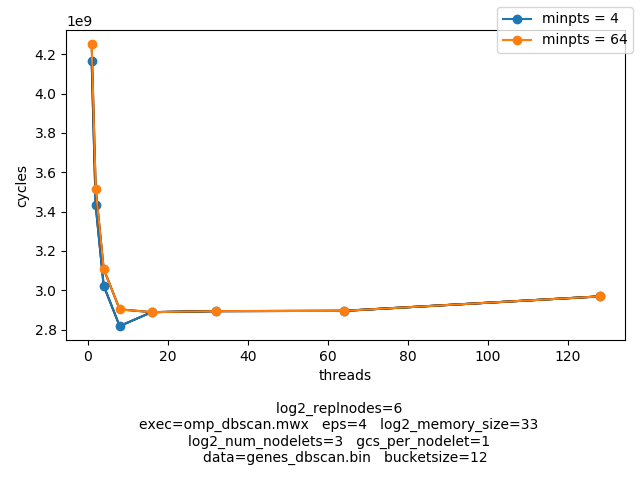 1e9
minpts = 4
minpts = 64
4.2
4.0
3.8
3.6
3.4
3.2
3.0
2.8
cycles
0 20 40 60 80 100 120
threads
log2_replnodes=6
exec=omp_dbscan.mwx eps=4 log2_memory_size=33
log2_num_nodelets=3 gcs_per_nodelet=1
data=genes_dbscan.bin bucketsize=12